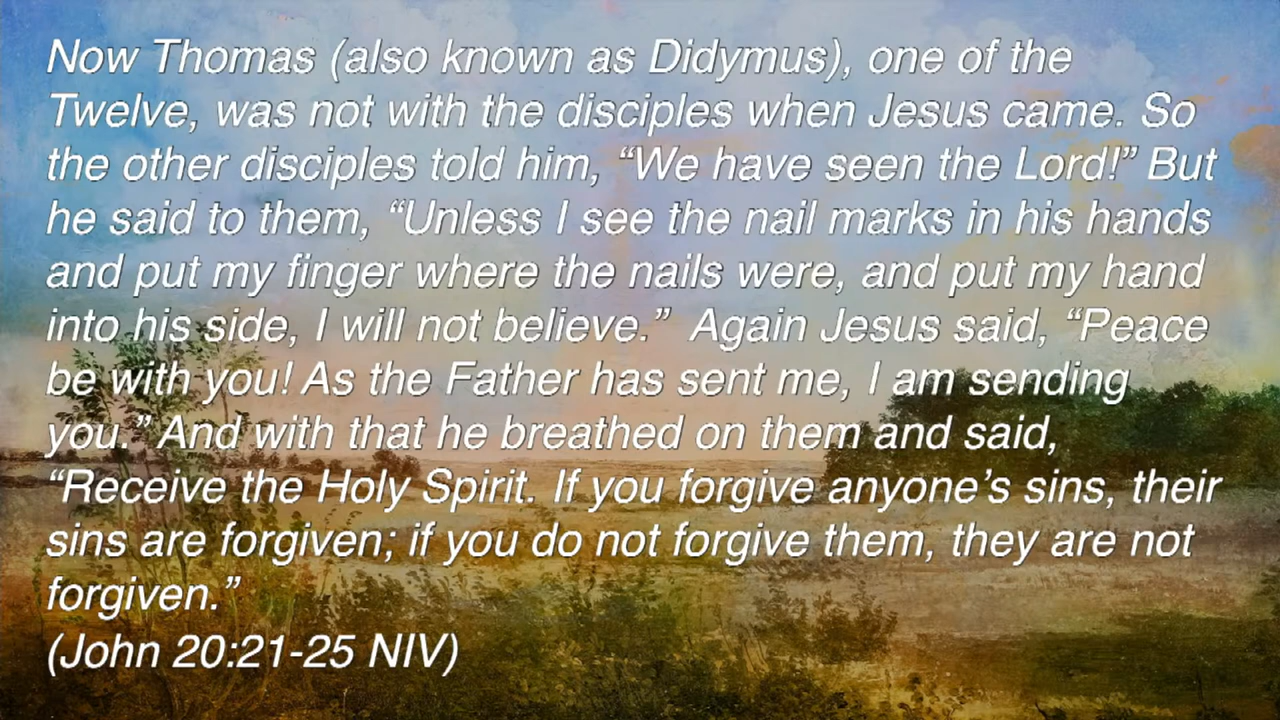 Now Thomas (also known as Didymus), one of the
Twelve, was not with the disciples when Jesus came. So
the other disciples told him, “We have seen the Lord!” But
he said to them, “Unless I see the nail marks in his hands
and put my finger where the nails were, and put my hand
into his side, I will not believe.”  Again Jesus said, “Peace
be with you! As the Father has sent me, I am sending
you.” And with that he breathed on them and said,
“Receive the Holy Spirit. If you forgive anyone’s sins, their
sins are forgiven; if you do not forgive them, they are not
forgiven.”
(John 20:21-25 NIV)